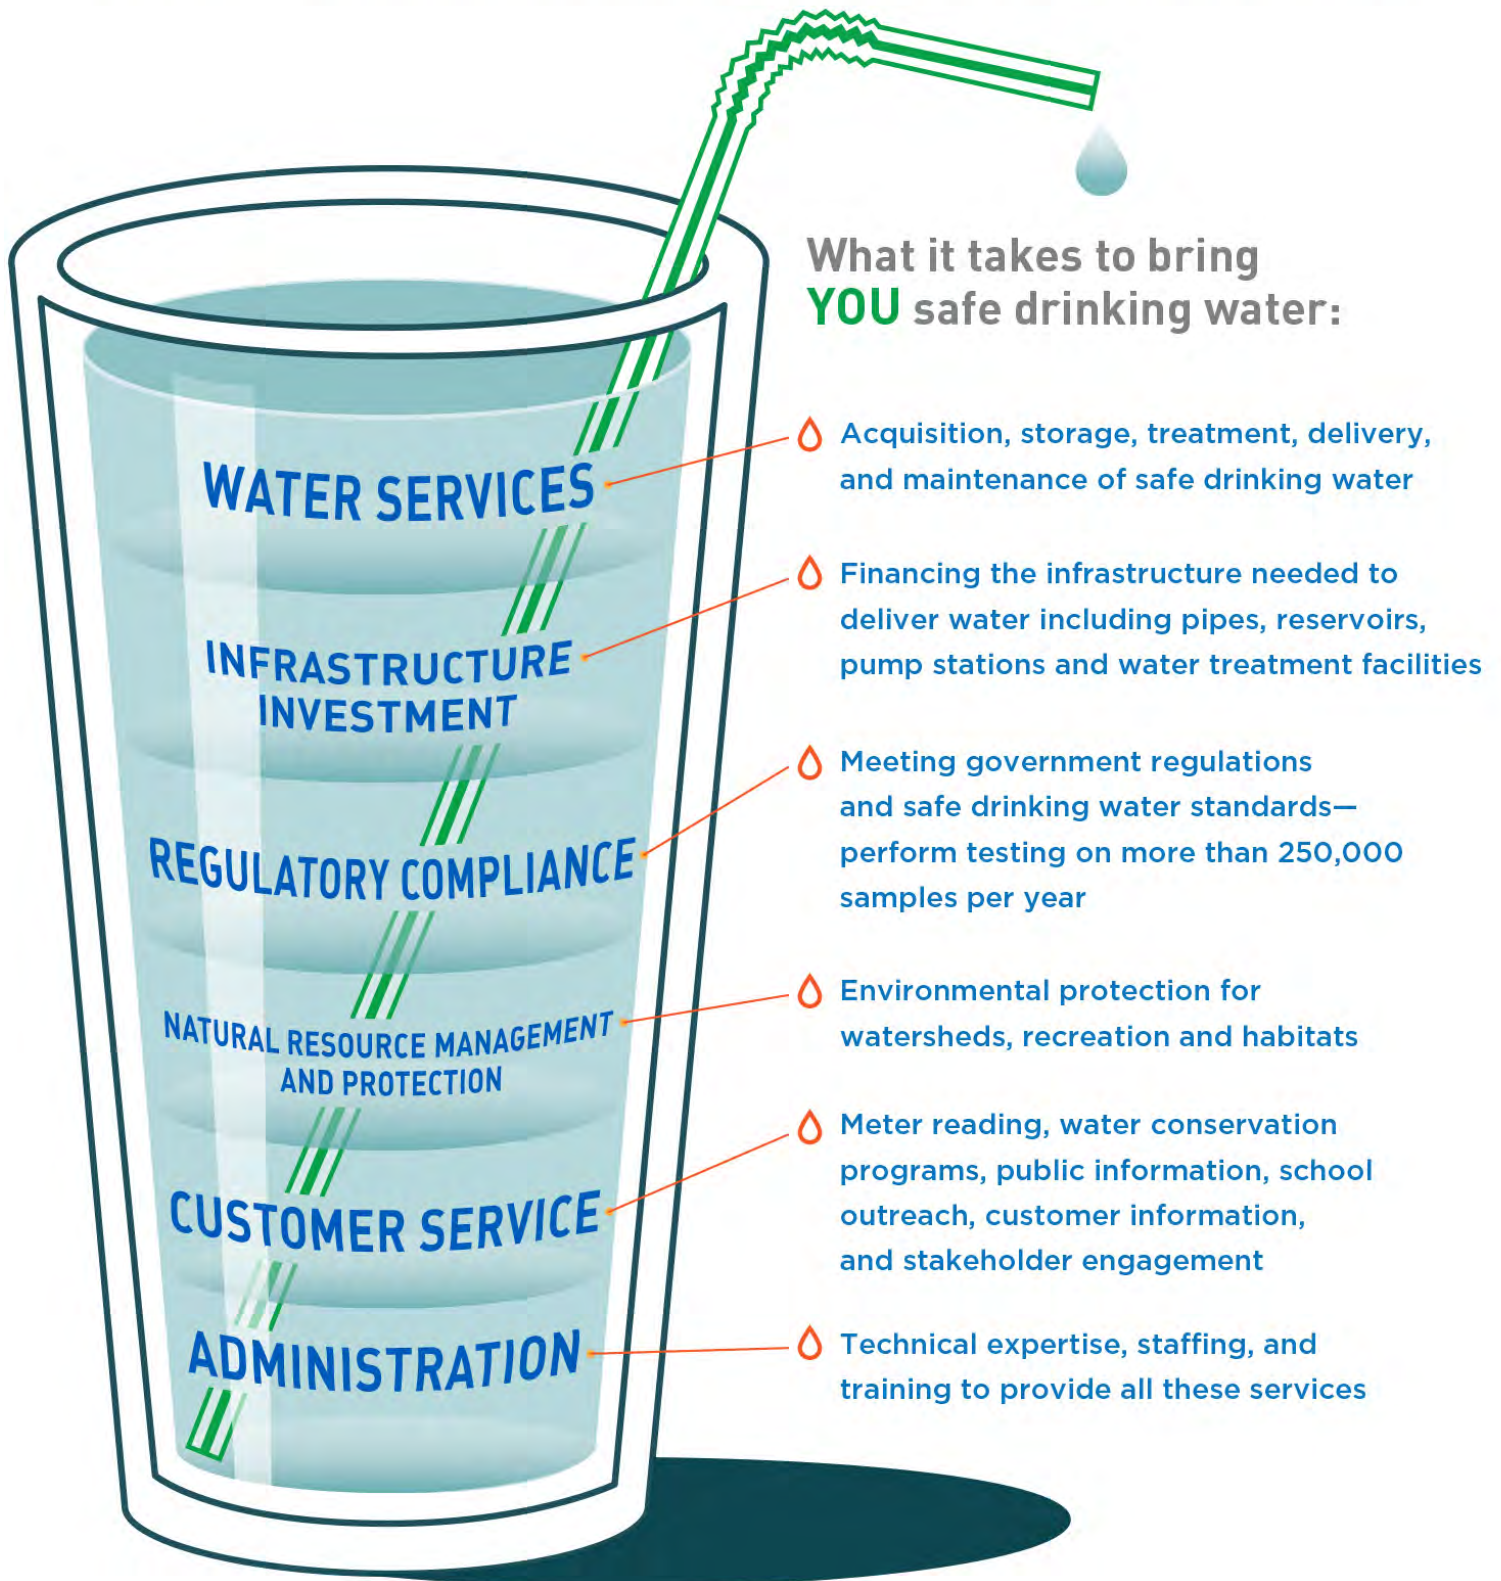 What it takes to bring
YOU safe drinking water:
WATER SERVICES
Acquisition, storage, treatment, delivery,
and maintenance of safe drinking water
INFRASTRUCTURE
INVESTMENT
Financing the infrastructure needed to
deliver water including pipes, reservoirs,
pump stations and water treatment facilities
REGULATORY COMPLIANCE
Meeting government regulations
and safe drinking water standards—
perform testing on more than 250,000
samples per year
NATURAL RESOURCE MANAGEMENT
AND PROTECTION
Environmental protection for
watersheds, recreation and habitats
CUSTOMER SERVICE
Meter reading, water conservation
programs, public information, school
outreach, customer information,
and stakeholder engagement
ADMINISTRATION
Technical expertise, staffing, and
training to provide all these services